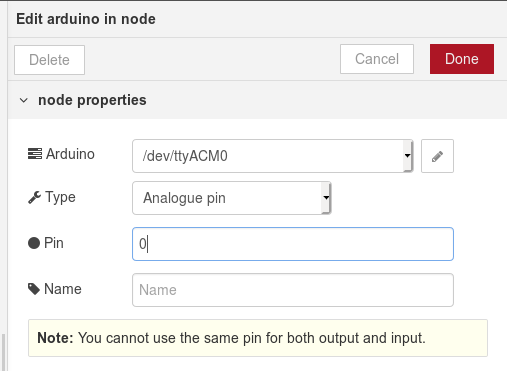 Edit arduino in node
Delete Cancel Done
node properties
Arduino /dev/ttyACM0
Type Analogue pin
Pin 0
Name Name
Note: You cannot use the same pin for both output and input.